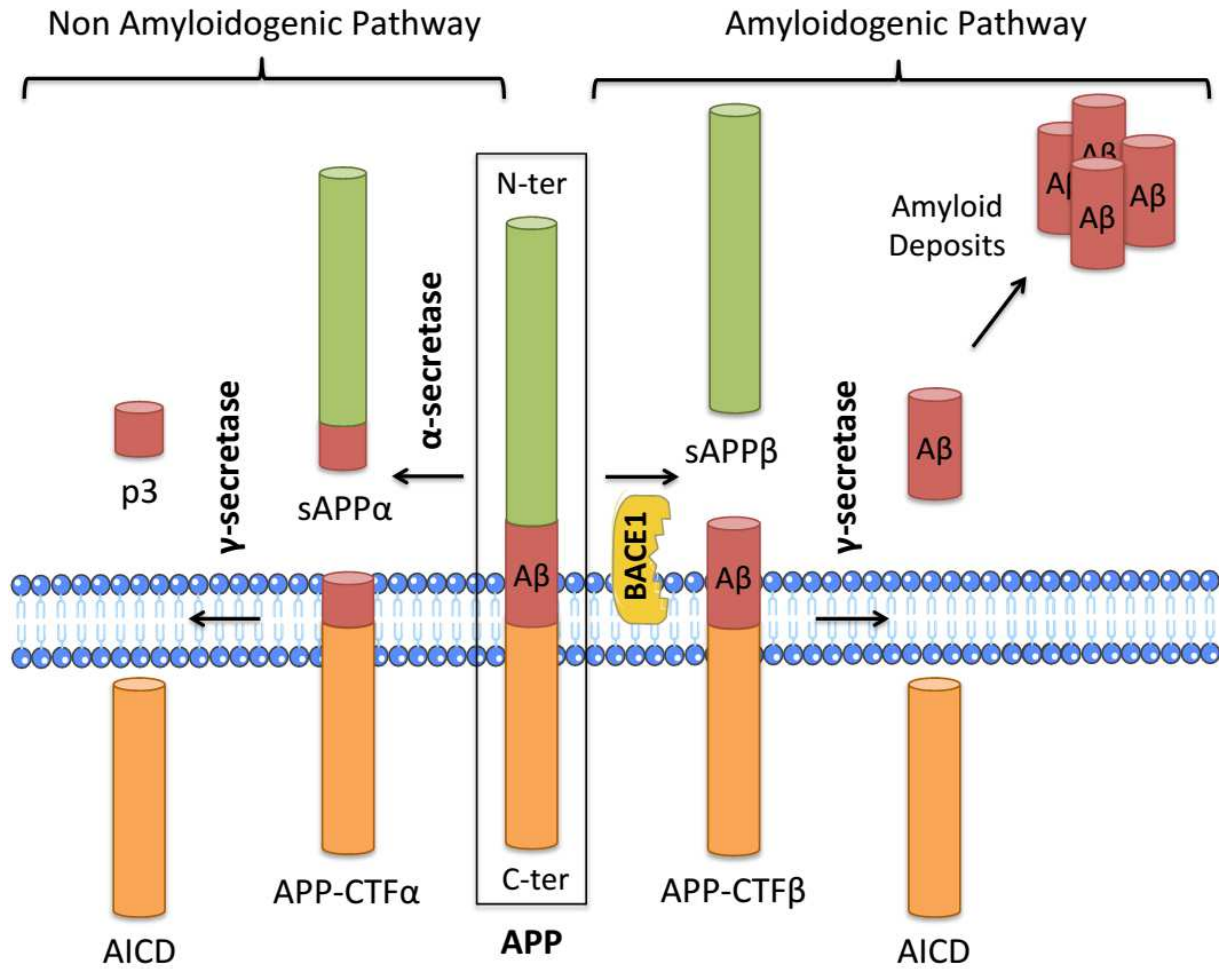 Non Amyloidogenic Pathway
Amyloidogenic Pathway
N-ter
α-secretase
γ-secretase
p3
sAPPα
Aβ
BACE1
sAPPβ
Aβ
γ-secretase
Aβ
Amyloid
Deposits
Aβ
Aβ
Aβ
Aβ
C-ter
APP
APP-CTFα
AICD
APP-CTFβ
AICD